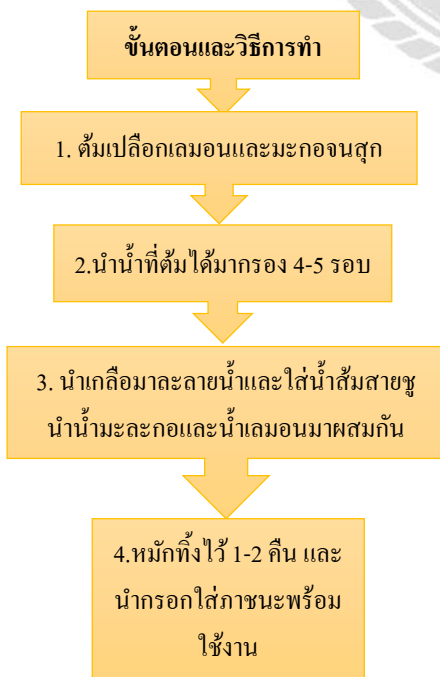 ขั้นตอนและวิธีการทำ
1. ต้มเปลือกเลมอนและมะกอจนสุก
2.นำน้ำที่ต้มได้มากรอง 4-5 รอบ
3. นำเกลือมาละลายน้ำและใส่น้ำส้มสายชู
นำน้ำมะละกอและน้ำเลมอนมาผสมกัน
4.หมักทิ้งไว้ 1-2 คืน และ
นำกรอกใส่ภาชนะพร้อม
ใช้งาน